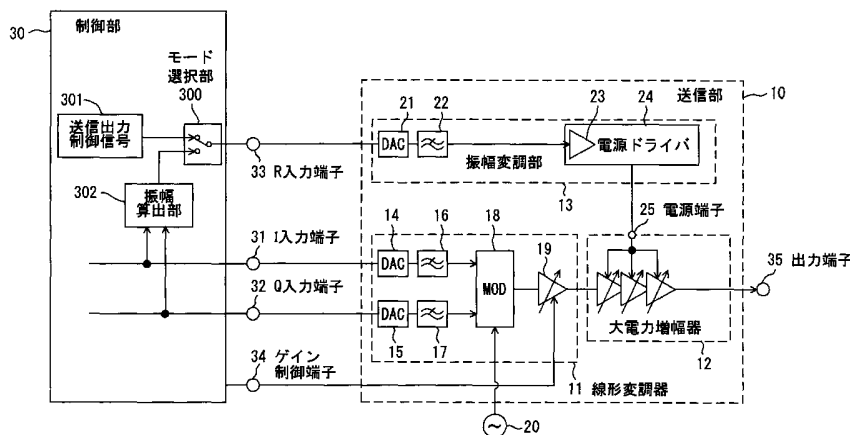 30
制御部
モード
選択部
300
301
送信出力
制御信号
302
振幅
算出部
33 R入力端子
31 I入力端子
32 Q入力端子
34 ゲイン
制御端子
送信部
10
21
22
23
24
DAC
電源ドライバ
振幅変調部
13
25 電源端子
14
16
18
19
DAC
MOD
DAC
15
17
11 線形変調器
大電力増幅器
12
35 出力端子
20